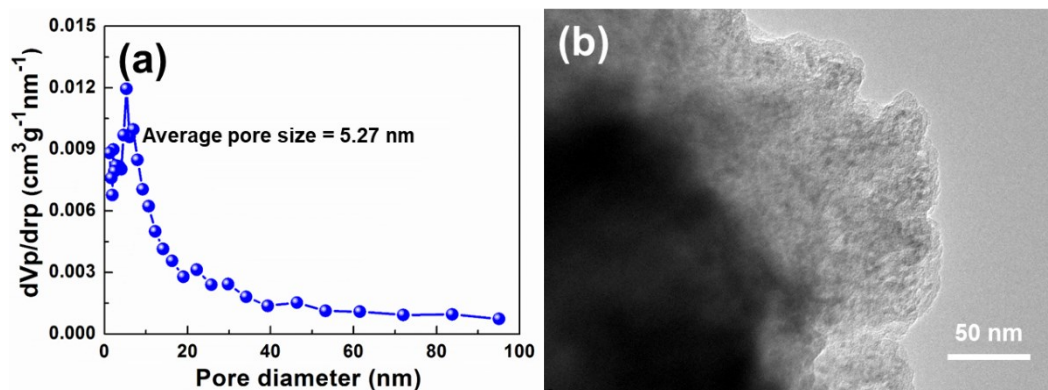 (a)
Average pore size = 5.27 nm
dVp/drp (cm³g⁻¹nm⁻¹)
0.015
0.012
0.009
0.006
0.003
0.000
0 20 40 60 80 100
Pore diameter (nm)
(b)
50 nm